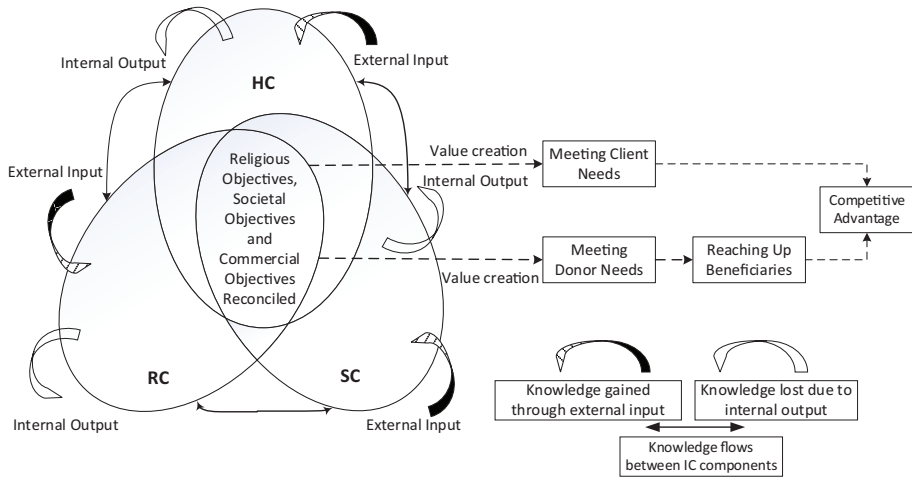 Internal Output
External Input
HC
External Input
Religious
Objectives,
Societal
Objectives
and
Commercial
Objectives
Reconciled
Value creation
Internal Output
Meeting Client
Needs
Competitive
Advantage
Value creation
Meeting
Donor Needs
Reaching Up
Beneficiaries
RC
SC
Internal Output
External Input
Knowledge gained
through external input
Knowledge lost due to
internal output
Knowledge flows
between IC components